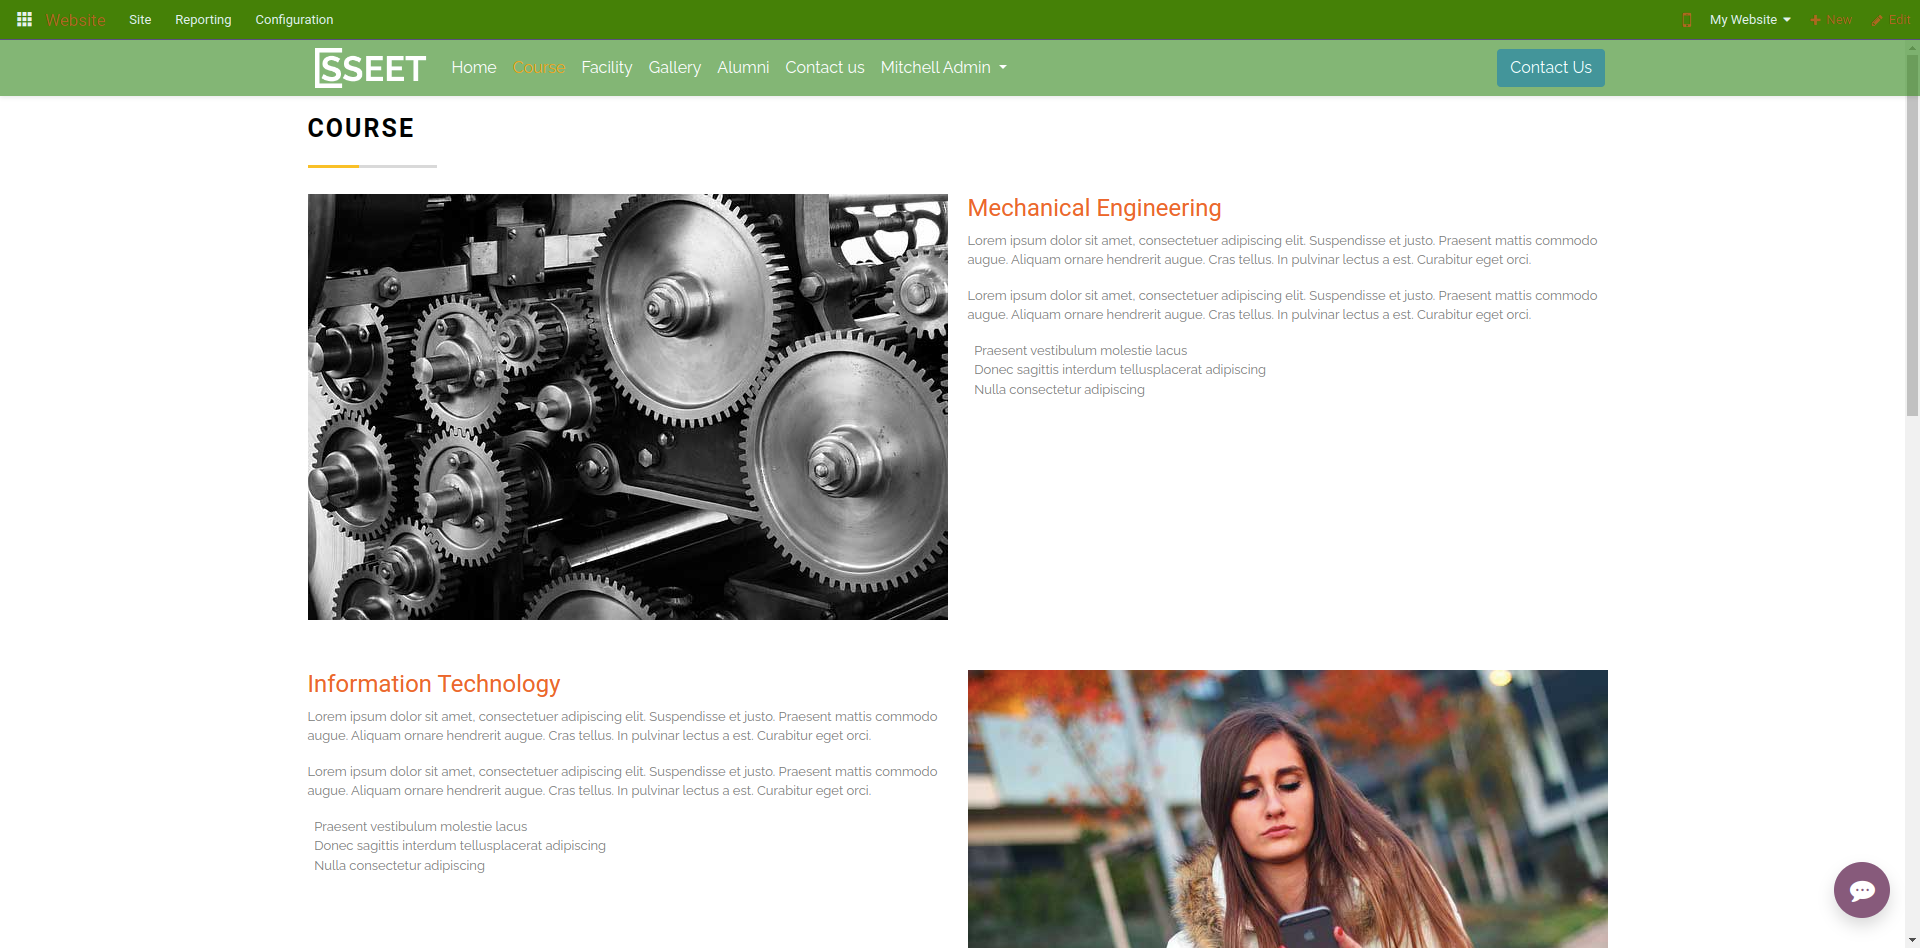 Website Site Reporting Configuration My Website New Edit
SSEET Home Course Facility Gallery Alumni Contact us Mitchell Admin Contact Us
COURSE
Mechanical Engineering
Lorem ipsum dolor sit amet, consectetuer adipiscing elit. Suspendisse et justo. Praesent mattis commodo
augue. Aliquam ornare hendrerit augue. Cras tellus. In pulvinar lectus a est. Curabitur eget orci.
Lorem ipsum dolor sit amet, consectetuer adipiscing elit. Suspendisse et justo. Praesent mattis commodo
augue. Aliquam ornare hendrerit augue. Cras tellus. In pulvinar lectus a est. Curabitur eget orci.
Praesent vestibulum molestie lacus
Donec sagittis interdum tellusplacerat adipiscing
Nulla consectetur adipiscing
Information Technology
Lorem ipsum dolor sit amet, consectetuer adipiscing elit. Suspendisse et justo. Praesent mattis commodo
augue. Aliquam ornare hendrerit augue. Cras tellus. In pulvinar lectus a est. Curabitur eget orci.
Lorem ipsum dolor sit amet, consectetuer adipiscing elit. Suspendisse et justo. Praesent mattis commodo
augue. Aliquam ornare hendrerit augue. Cras tellus. In pulvinar lectus a est. Curabitur eget orci.
Praesent vestibulum molestie lacus
Donec sagittis interdum tellusplacerat adipiscing
Nulla consectetur adipiscing